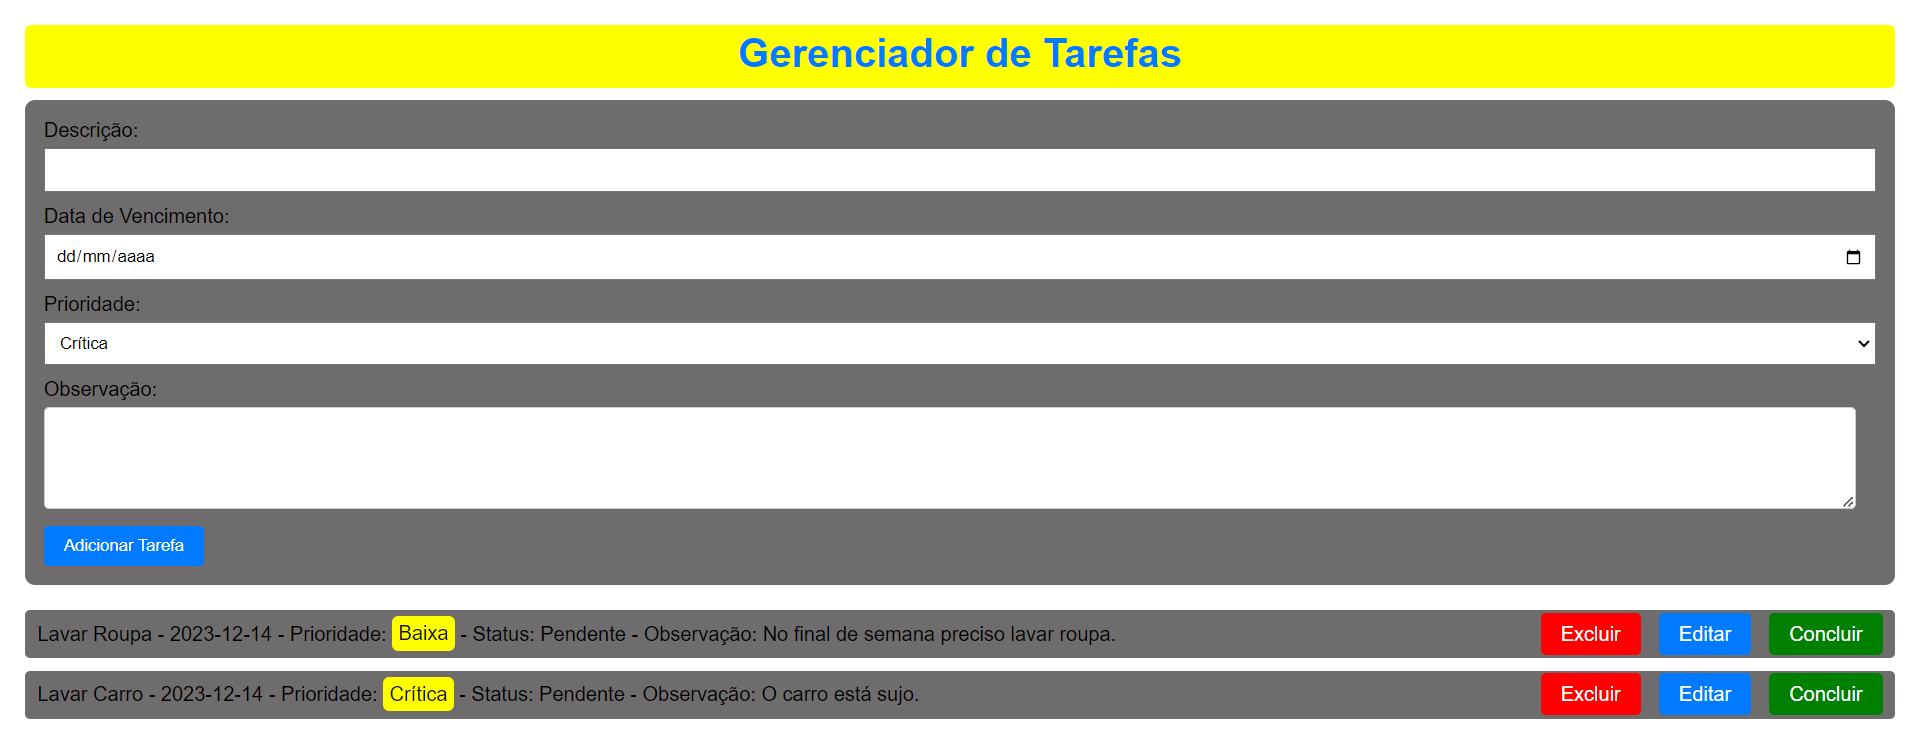 Gerenciador de Tarefas
Descrição:
Data de Vencimento:
dd/mm/aaaa
Prioridade:
Crítica
Observação:
Adicionar Tarefa
Lavar Roupa - 2023-12-14 - Prioridade: Baixa - Status: Pendente - Observação: No final de semana preciso lavar roupa. Excluir Editar Concluir
Lavar Carro - 2023-12-14 - Prioridade: Crítica - Status: Pendente - Observação: O carro está sujo. Excluir Editar Concluir